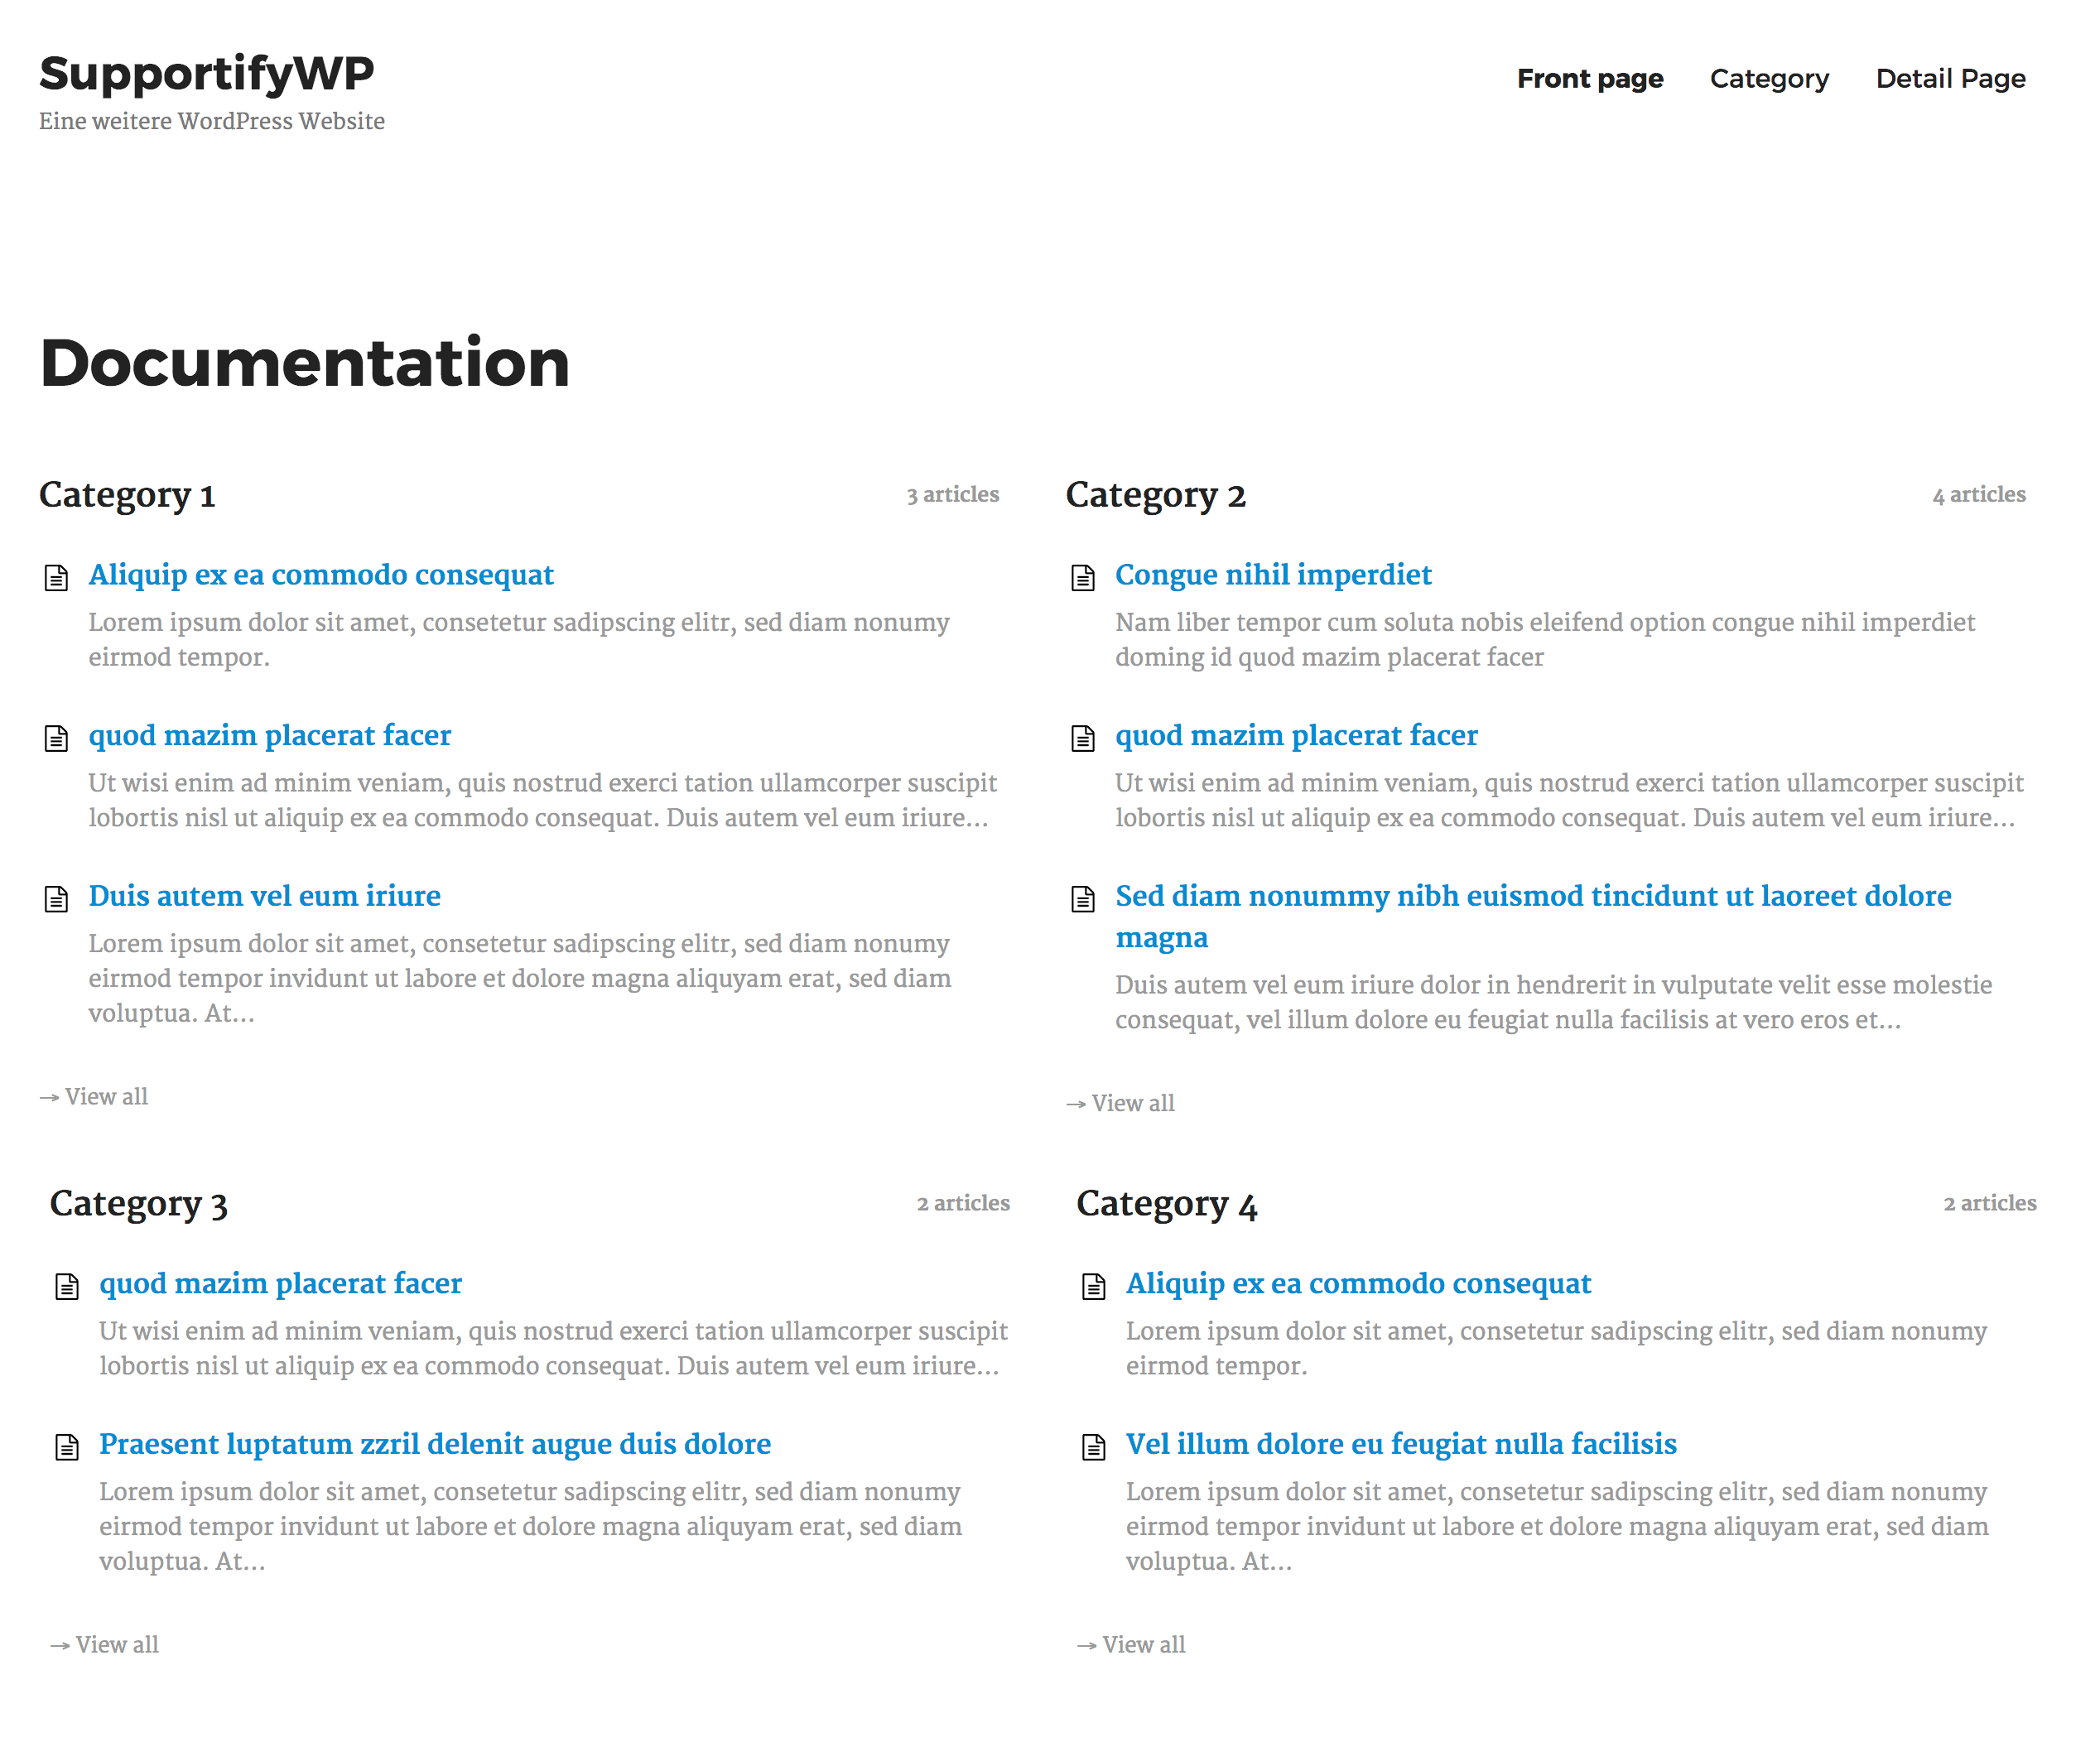 SupportifyWP
Eine weitere WordPress Website
Front page
Category
Detail Page
Documentation
Category 1
3 articles
Aliquip ex ea commodo consequat
Lorem ipsum dolor sit amet, consetetur sadipscing elitr, sed diam nonumy
eirmod tempor.
quod mazim placerat facer
Ut wisi enim ad minim veniam, quis nostrud exerci tation ullamcorper suscipit
lobortis nisl ut aliquip ex ea commodo consequat. Duis autem vel eum iriure...
Duis autem vel eum iriure
Lorem ipsum dolor sit amet, consetetur sadipscing elitr, sed diam nonumy
eirmod tempor invidunt ut labore et dolore magna aliquyam erat, sed diam
voluptua. At...
→ View all
Category 2
4 articles
Congue nihil imperdiet
Nam liber tempor cum soluta nobis eleifend option congue nihil imperdiet
doming id quod mazim placerat facer
quod mazim placerat facer
Ut wisi enim ad minim veniam, quis nostrud exerci tation ullamcorper suscipit
lobortis nisl ut aliquip ex ea commodo consequat. Duis autem vel eum iriure...
Sed diam nonummy nibh euismod tincidunt ut laoreet dolore
magna
Duis autem vel eum iriure dolor in hendrerit in vulputate velit esse molestie
consequat, vel illum dolore eu feugiat nulla facilisis at vero eros et...
→ View all
Category 3
2 articles
quod mazim placerat facer
Ut wisi enim ad minim veniam, quis nostrud exerci tation ullamcorper suscipit
lobortis nisl ut aliquip ex ea commodo consequat. Duis autem vel eum iriure...
Praesent luptatum zzril delenit augue duis dolore
Lorem ipsum dolor sit amet, consetetur sadipscing elitr, sed diam nonumy
eirmod tempor invidunt ut labore et dolore magna aliquyam erat, sed diam
voluptua. At...
→ View all
Category 4
2 articles
Aliquip ex ea commodo consequat
Lorem ipsum dolor sit amet, consetetur sadipscing elitr, sed diam nonumy
eirmod tempor.
Vel illum dolore eu feugiat nulla facilisis
Lorem ipsum dolor sit amet, consetetur sadipscing elitr, sed diam nonumy
eirmod tempor invidunt ut labore et dolore magna aliquyam erat, sed diam
voluptua. At...
→ View all